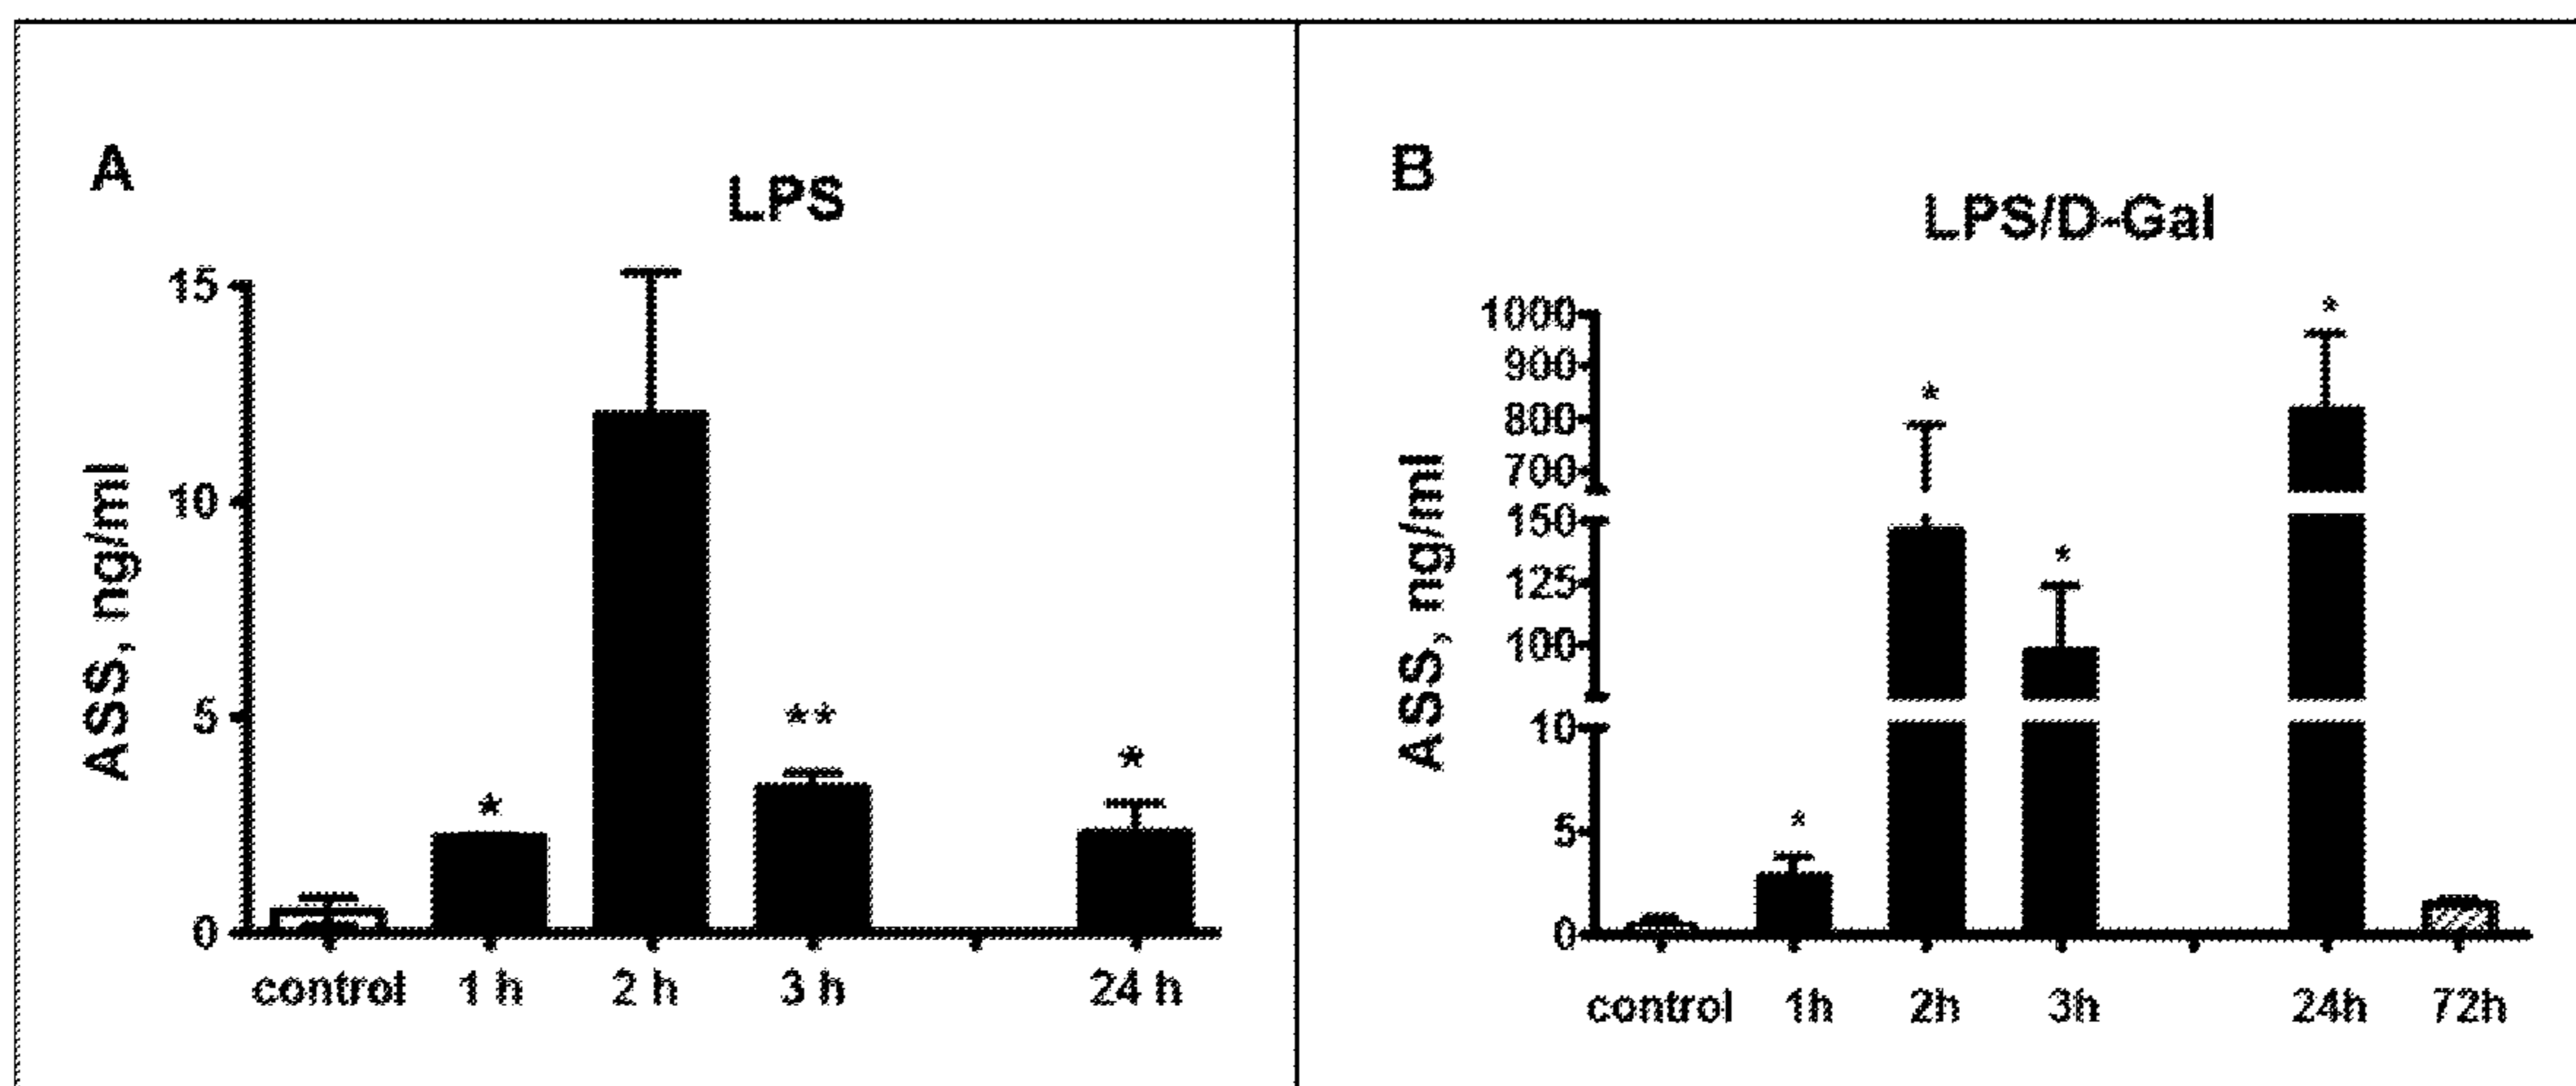 A
LPS
15
10
5
0
ASS, ng/ml
*
**
*
control 1 h 2 h 3 h 24 h
B
LPS/D-Gal
1000
900
800
700
150
125
100
10
5
0
ASS, ng/ml
*
*
*
*
control 1h 2h 3h 24h 72h